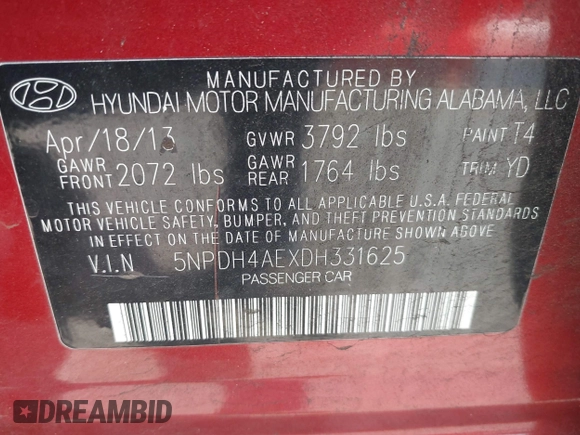 MANUFACTURED BY
HYUNDAI MOTOR MANUFACTURING ALABAMA, LLC
Apr/18/13 GVWR 3792 lbs PAINT T4
GAWR FRONT 2072 lbs GAWR REAR 1764 lbs TRIM YD
THIS VEHICLE CONFORMS TO ALL APPLICABLE U.S.A. FEDERAL
MOTOR VEHICLE SAFETY, BUMPER, AND THEFT PREVENTION STANDARDS
IN EFFECT ON THE DATE OF MANUFACTURE SHOWN ABOVE.
V.I.N 5NPDH4AEXDH331625
PASSENGER CAR
DREAMBID